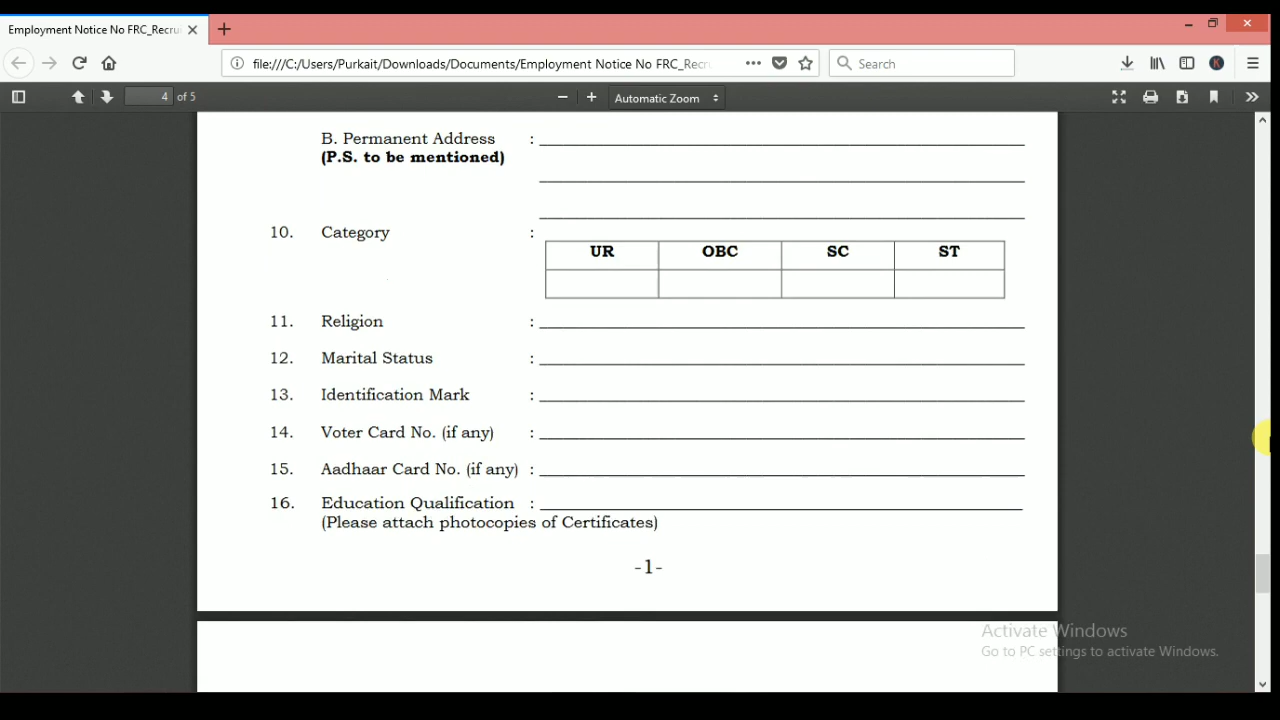 Employment Notice No FRC_Recru
file:///C:/Users/Purkait/Downloads/Documents/Employment Notice No FRC_Recr
Search
4 of 5
Automatic Zoom
B. Permanent Address :
(P.S. to be mentioned)
10. Category :
UR OBC SC ST
11. Religion :
12. Marital Status :
13. Identification Mark :
14. Voter Card No. (if any) :
15. Aadhaar Card No. (if any) :
16. Education Qualification :
(Please attach photocopies of Certificates)
-1-
Activate Windows
Go to PC settings to activate Windows.